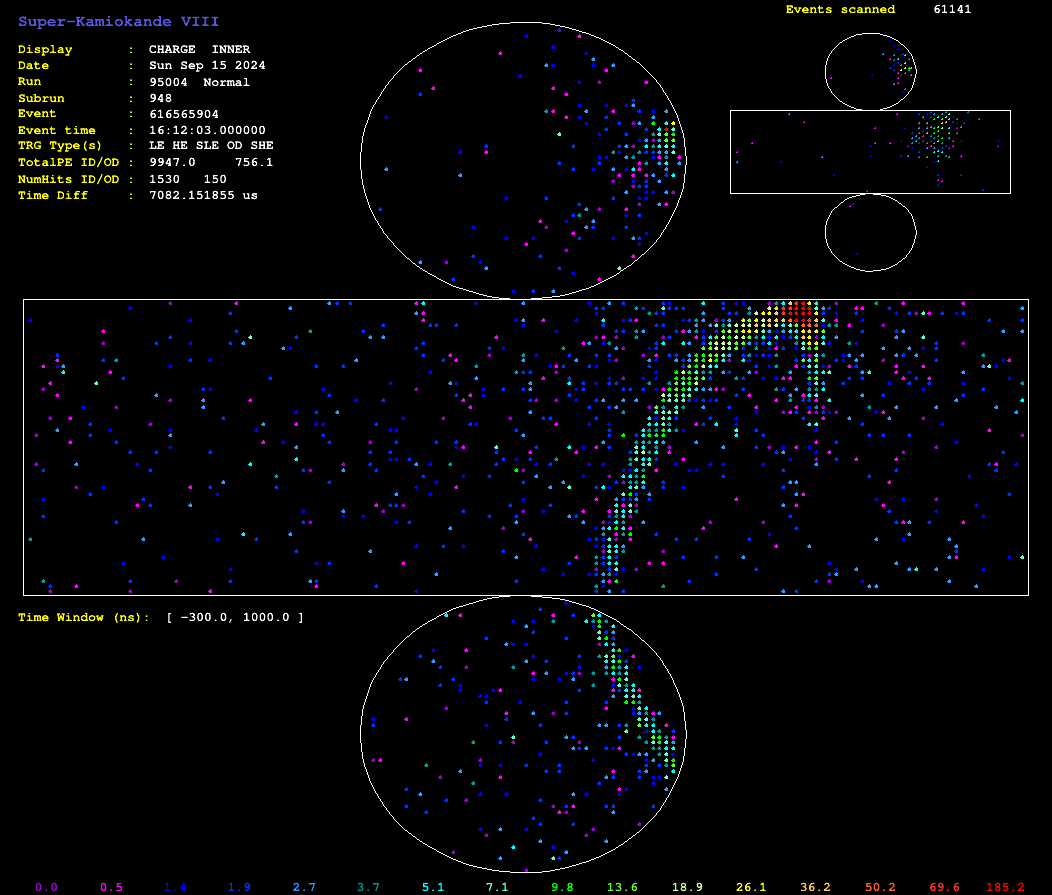 Super-Kamiokande VIII
Events scanned 61141
Display : CHARGE INNER
Date : Sun Sep 15 2024
Run : 95004 Normal
Subrun : 948
Event : 616565904
Event time : 16:12:03.000000
TRG Type(s) : LE HE SLE OD SHE
TotalPE ID/OD : 9947.0 756.1
NumHits ID/OD : 1530 150
Time Diff : 7082.151855 us
Time Window (ns): [ -300.0, 1000.0 ]
0.0 0.5 1.4 1.9 2.7 3.7 5.1 7.1 9.8 13.6 18.9 26.1 36.2 50.2 69.6 185.2